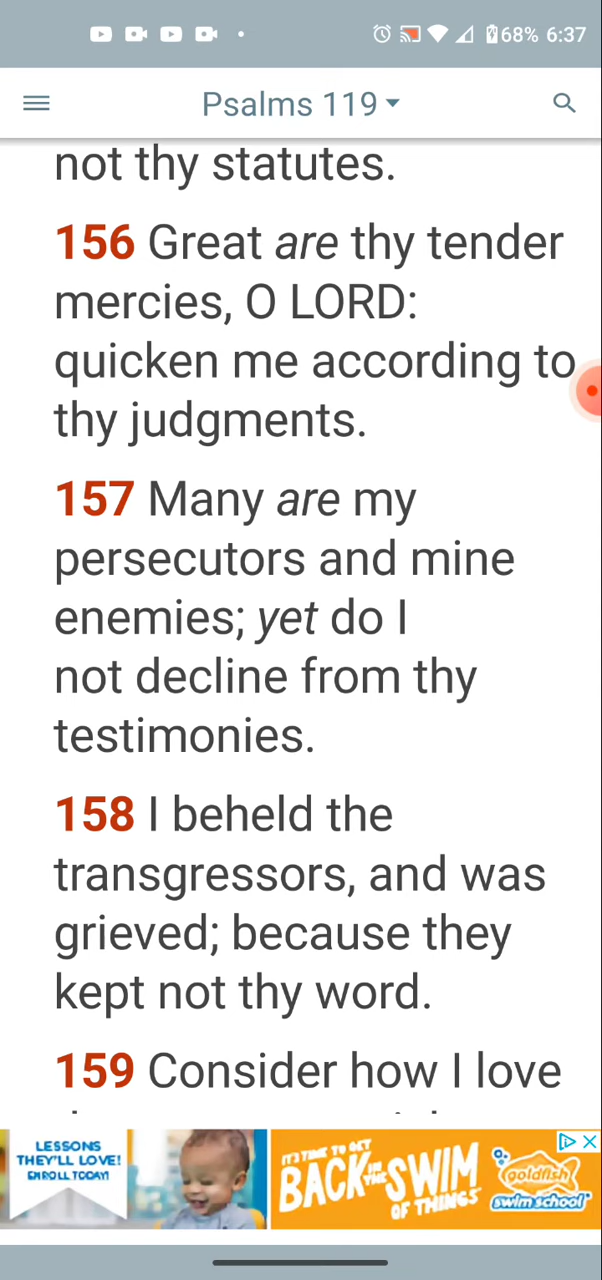 68% 6:37
Psalms 119
not thy statutes.
156 Great are thy tender
mercies, O LORD:
quicken me according to
thy judgments.
157 Many are my
persecutors and mine
enemies; yet do I
not decline from thy
testimonies.
158 I beheld the
transgressors, and was
grieved; because they
kept not thy word.
159 Consider how I love
LESSONS
THEY'LL LOVE!
ENROLL TODAY!
IT'S TIME TO GET
BACK IN THE SWIM
OF THINGS
goldfish
swim school